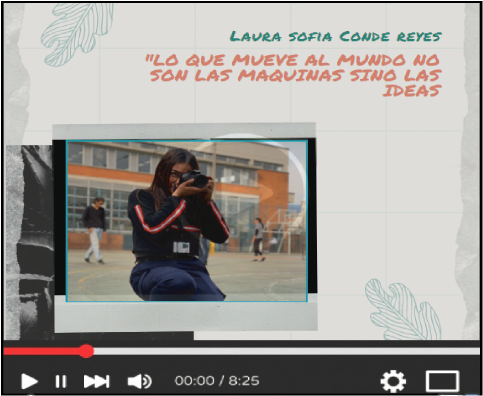 LAURA SOFIA CONDE REYES
"LO QUE MUEVE AL MUNDO NO
SON LAS MAQUINAS SINO LAS
IDEAS
00:00 / 8:25